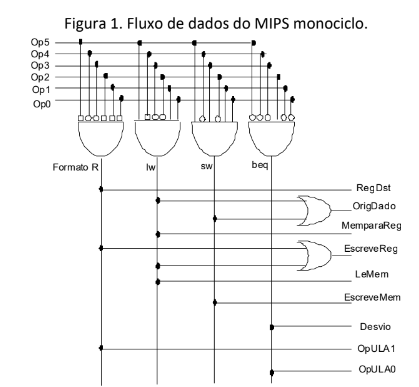 Figura 1. Fluxo de dados do MIPS monociclo.
Op5
Op4
Op3
Op2
Op1
Op0
Formato R lw sw beq
RegDst
OrigDado
MemparaReg
EscreveReg
LeMem
EscreveMem
Desvio
OpULA1
OpULA0